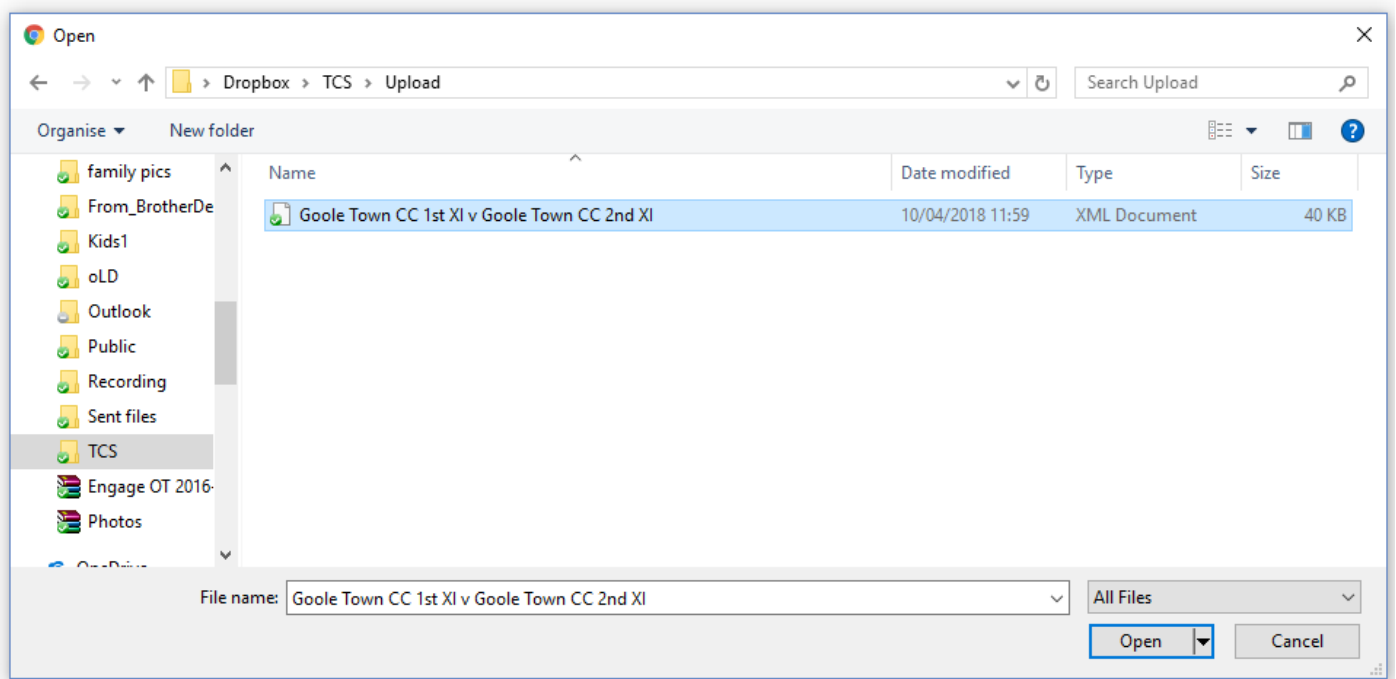 Open
Dropbox > TCS > Upload
Search Upload
Organise
New folder
family pics
From_BrotherDe
Kids1
oLD
Outlook
Public
Recording
Sent files
TCS
Engage OT 2016-
Photos
OneDrive
Name Date modified Type Size
Goole Town CC 1st XI v Goole Town CC 2nd XI 10/04/2018 11:59 XML Document 40 KB
File name: Goole Town CC 1st XI v Goole Town CC 2nd XI
All Files
Open Cancel